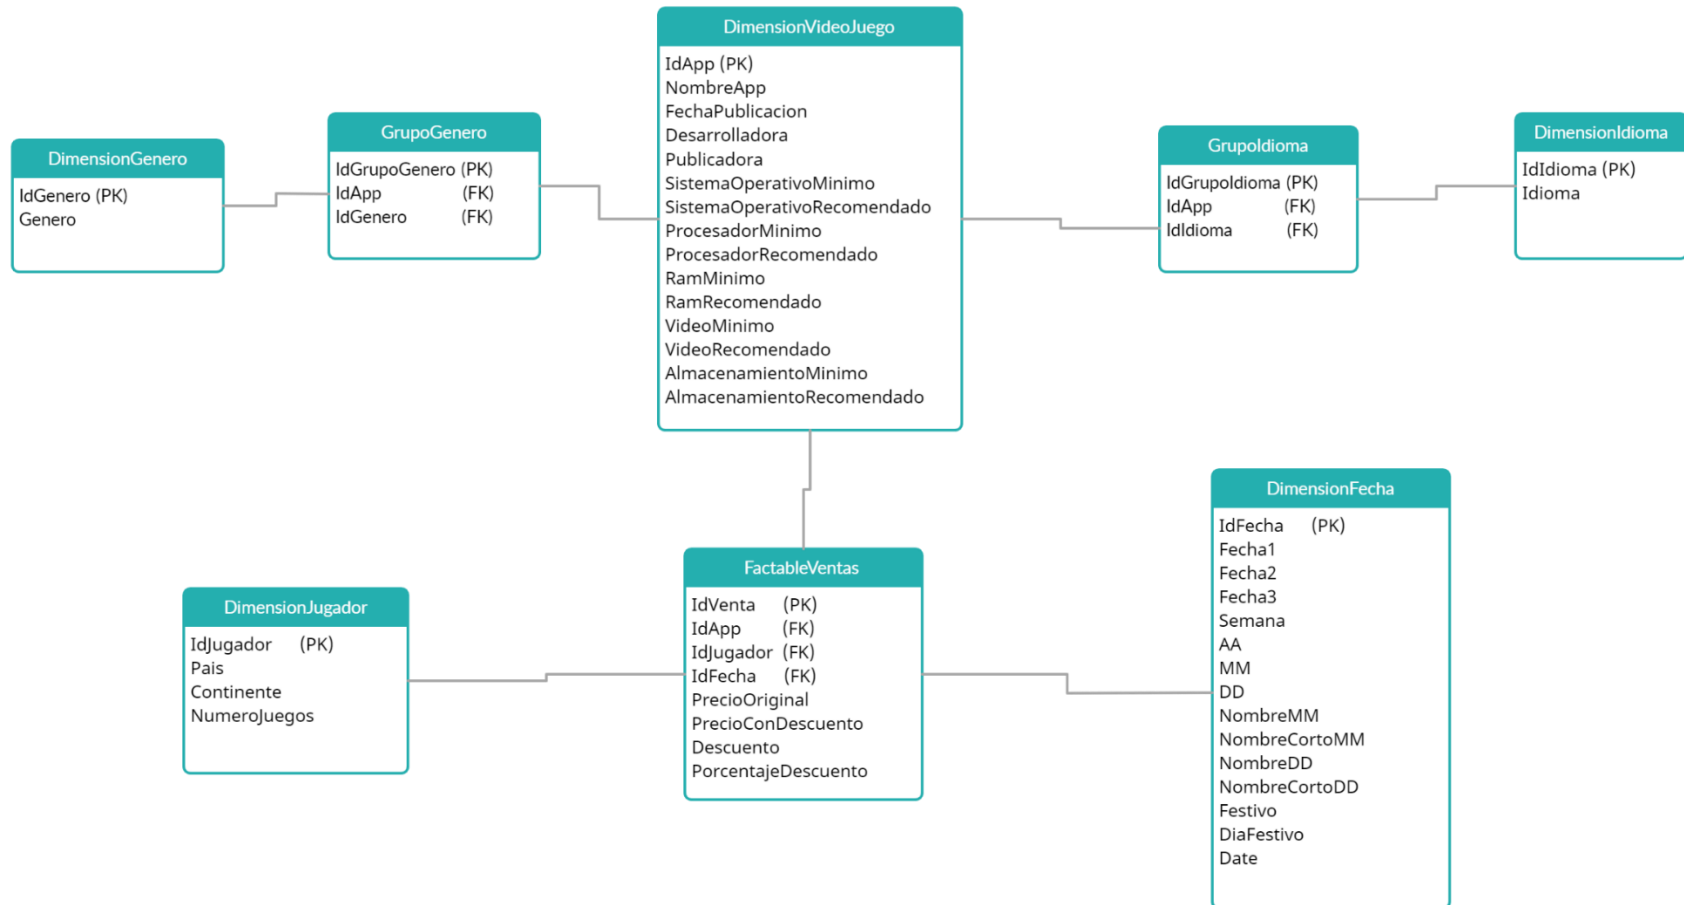 DimensionVideoJuego
IdApp (PK)
NombreApp
FechaPublicacion
Desarrolladora
Publicadora
SistemaOperativoMinimo
SistemaOperativoRecomendado
ProcesadorMinimo
ProcesadorRecomendado
RamMinimo
RamRecomendado
VideoMinimo
VideoRecomendado
AlmacenamientoMinimo
AlmacenamientoRecomendado
DimensionGenero
IdGenero (PK)
Genero
GrupoGenero
IdGrupoGenero (PK)
IdApp (FK)
IdGenero (FK)
GrupoIdioma
IdGrupoIdioma (PK)
IdApp (FK)
IdIdioma (FK)
DimensionIdioma
IdIdioma (PK)
Idioma
DimensionJugador
IdJugador (PK)
Pais
Continente
NumeroJuegos
FactableVentas
IdVenta (PK)
IdApp (FK)
IdJugador (FK)
IdFecha (FK)
PrecioOriginal
PrecioConDescuento
Descuento
PorcentajeDescuento
DimensionFecha
IdFecha (PK)
Fecha1
Fecha2
Fecha3
Semana
AA
MM
DD
NombreMM
NombreCortoMM
NombreDD
NombreCortoDD
Festivo
DiaFestivo
Date